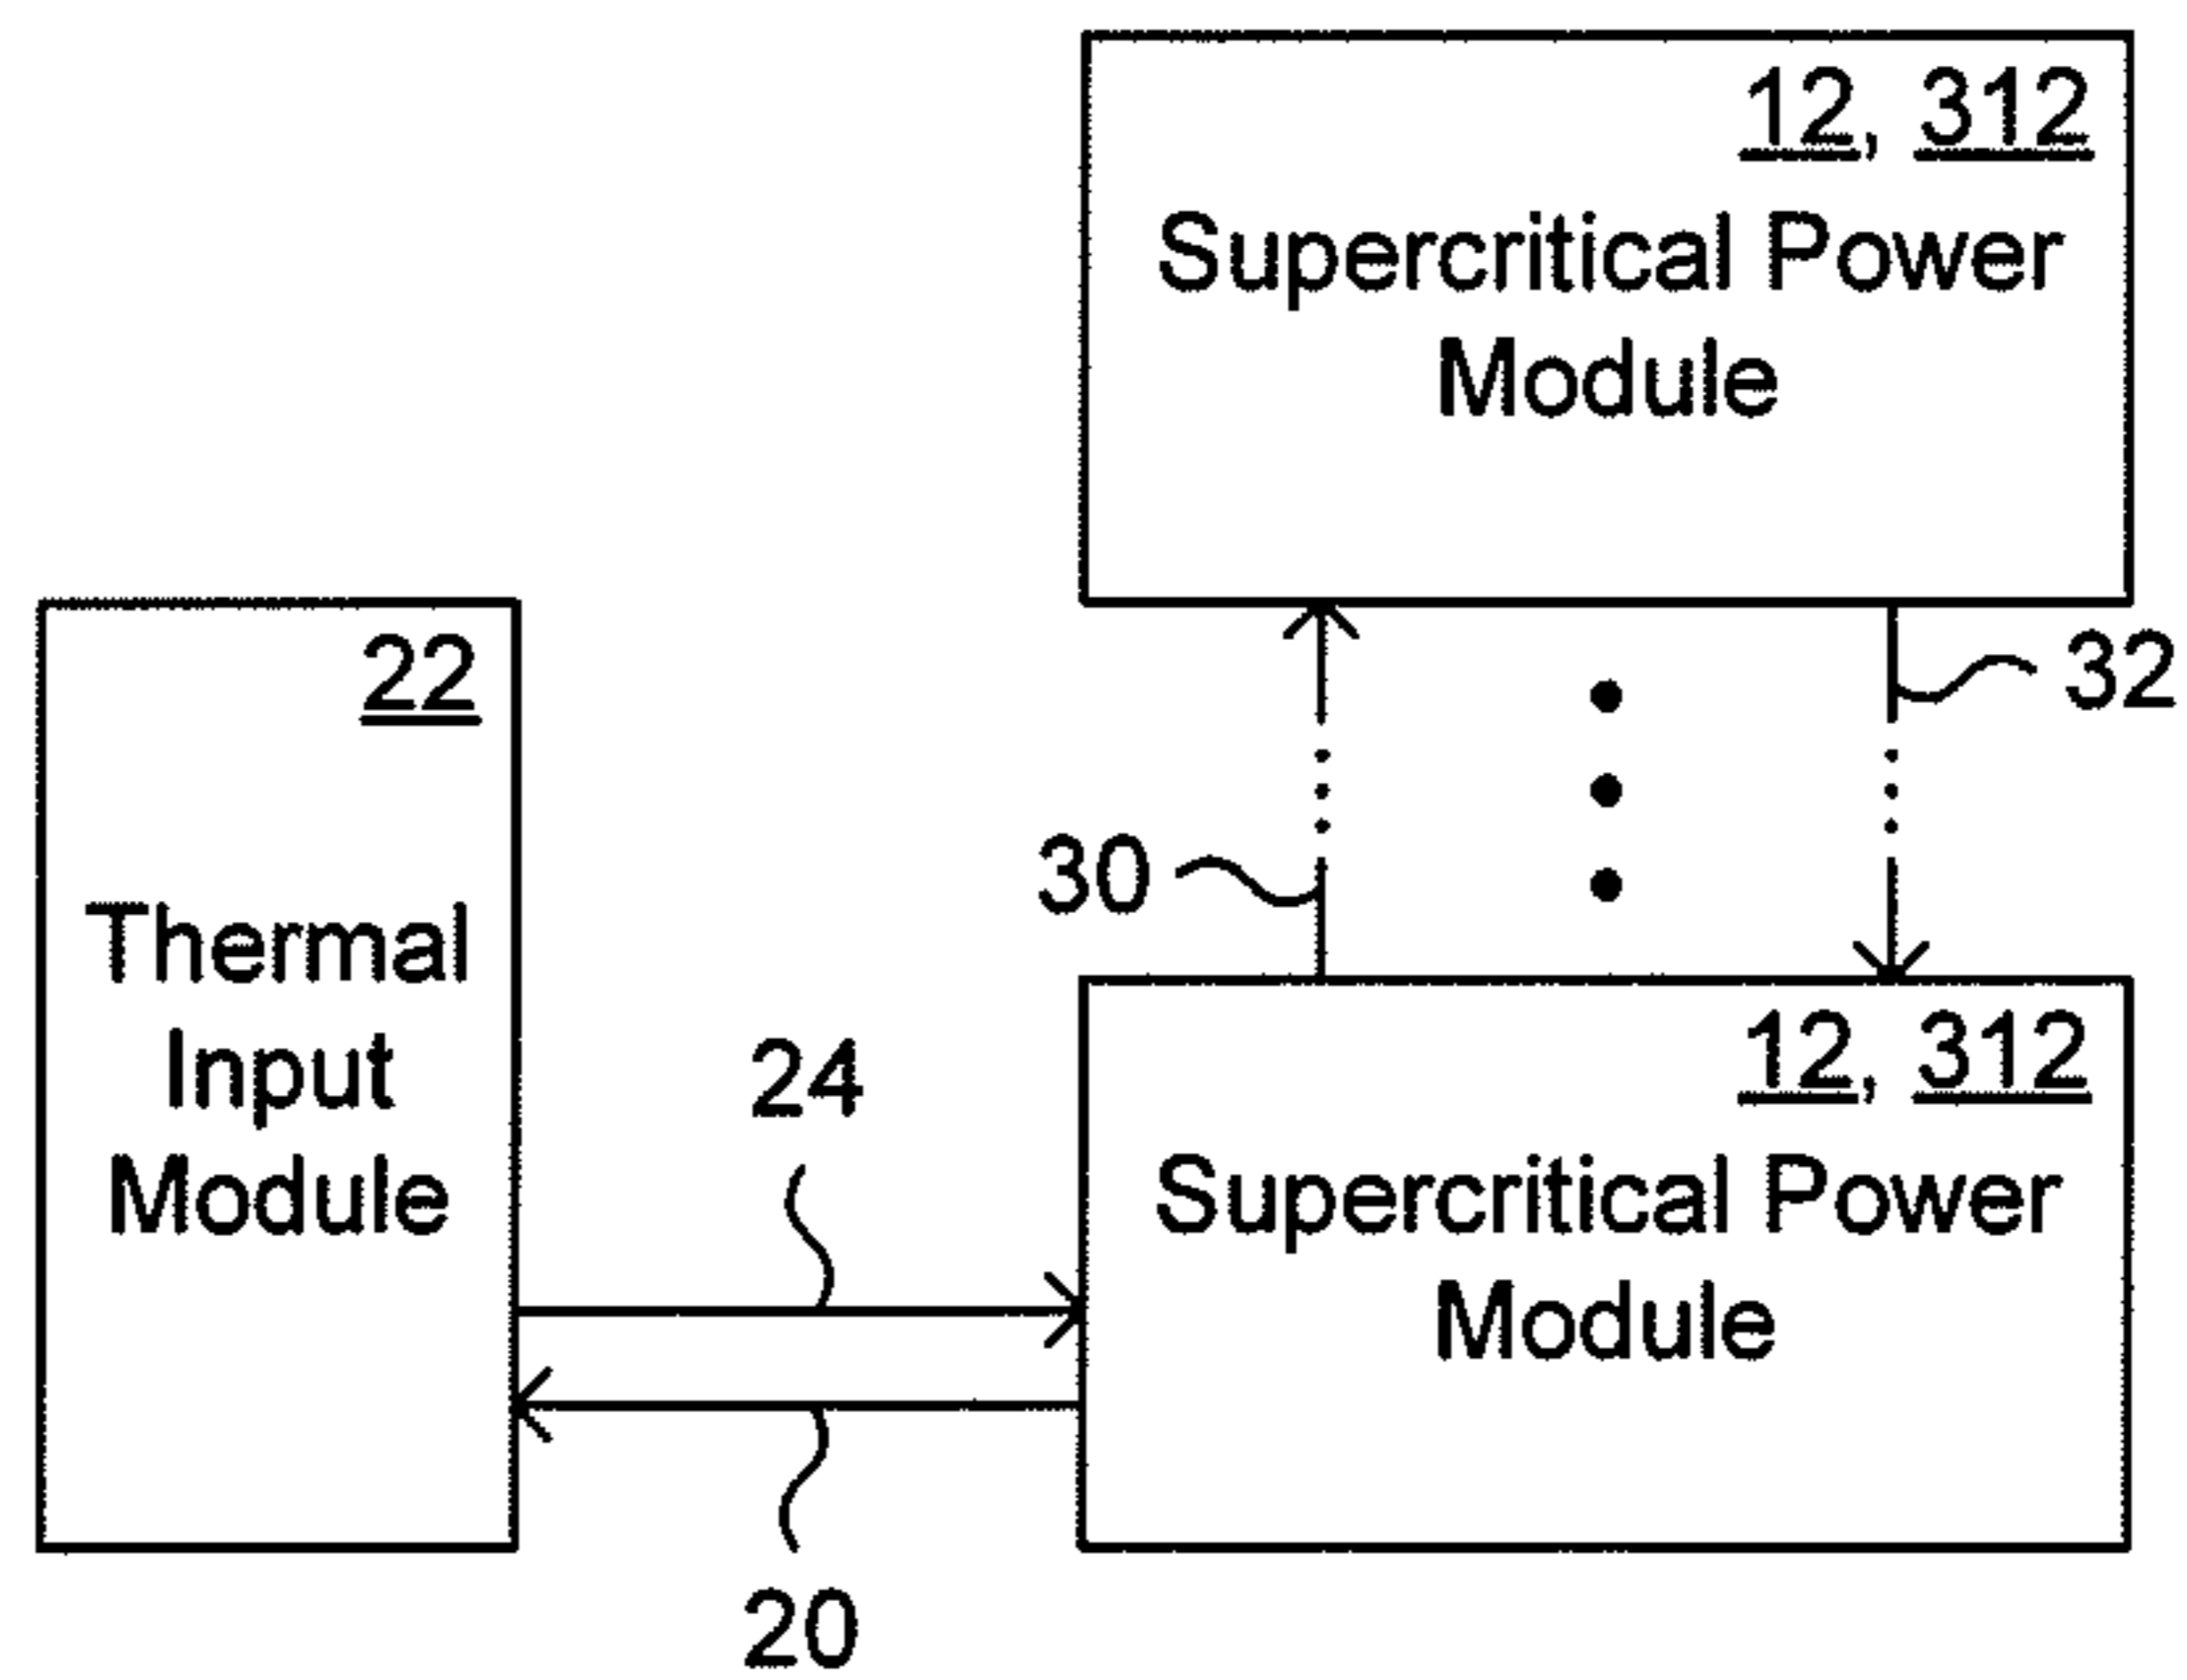 12, 312
Supercritical Power
Module
32
22
Thermal
Input
Module
30
24
12, 312
Supercritical Power
Module
20